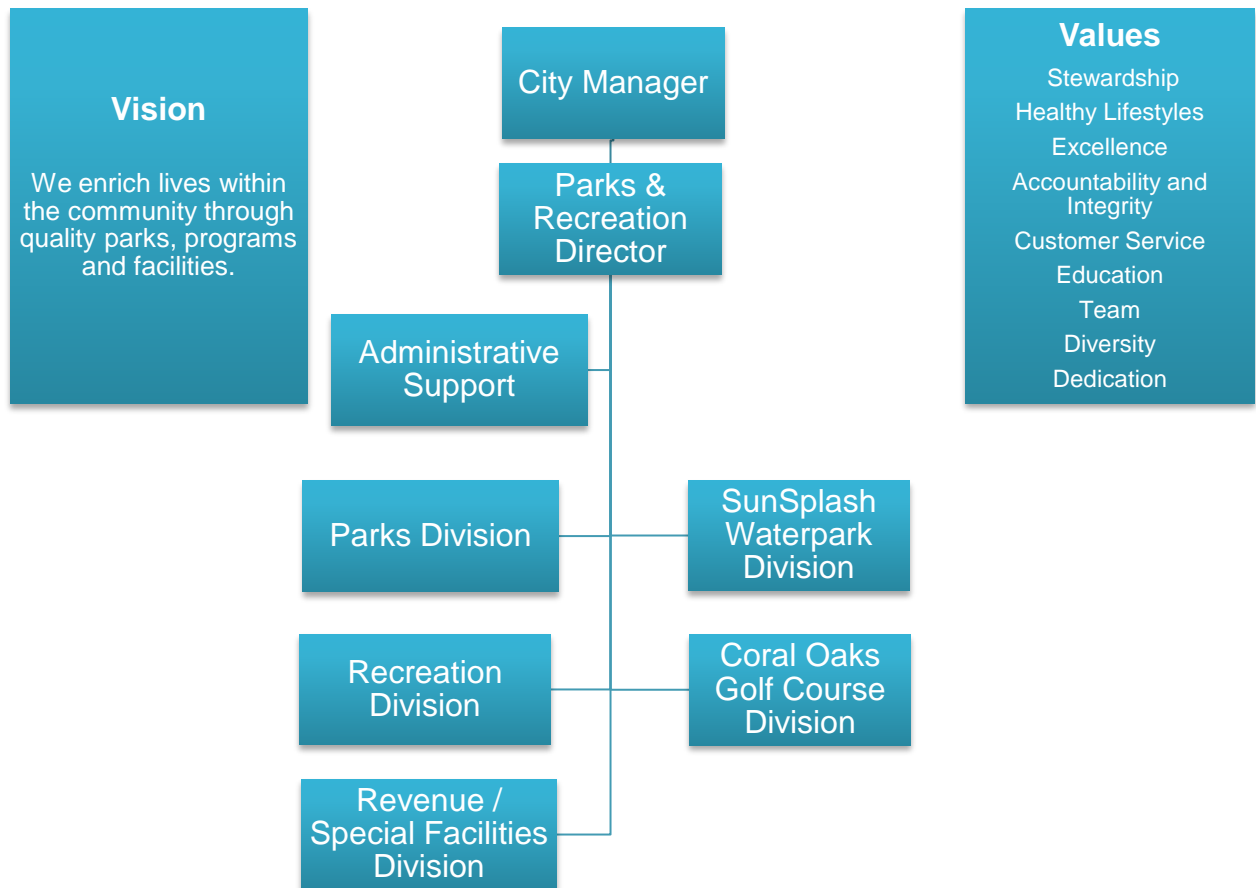 Vision
We enrich lives within
the community through
quality parks, programs
and facilities.
City Manager
Parks &
Recreation
Director
Values
Stewardship
Healthy Lifestyles
Excellence
Accountability and
Integrity
Customer Service
Education
Team
Diversity
Dedication
Administrative
Support
Parks Division
SunSplash
Waterpark
Division
Recreation
Division
Coral Oaks
Golf Course
Division
Revenue /
Special Facilities
Division